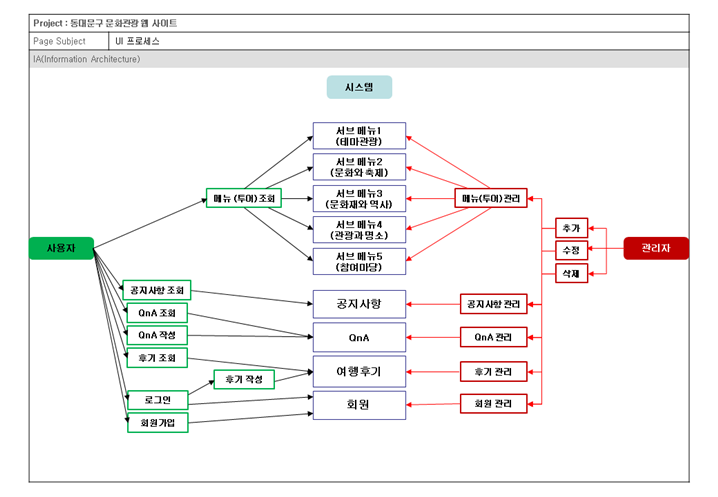 Project : 동대문구 문화관광 웹 사이트
Page Subject UI 프로세스
IA(Information Architecture)
시스템
서브 메뉴1
(테마관광)
서브 메뉴2
(문화와 축제)
메뉴 (투어) 조회
서브 메뉴3
(문화재와 역사)
메뉴(투어) 관리
서브 메뉴4
(관광과 명소)
추가
사용자
서브 메뉴5
(참여마당)
수정
관리자
삭제
공지사항 조회
공지사항
공지사항 관리
QnA 조회
QnA 작성
QnA
QnA 관리
후기 조회
여행후기
후기 관리
후기 작성
로그인
회원
회원 관리
회원가입